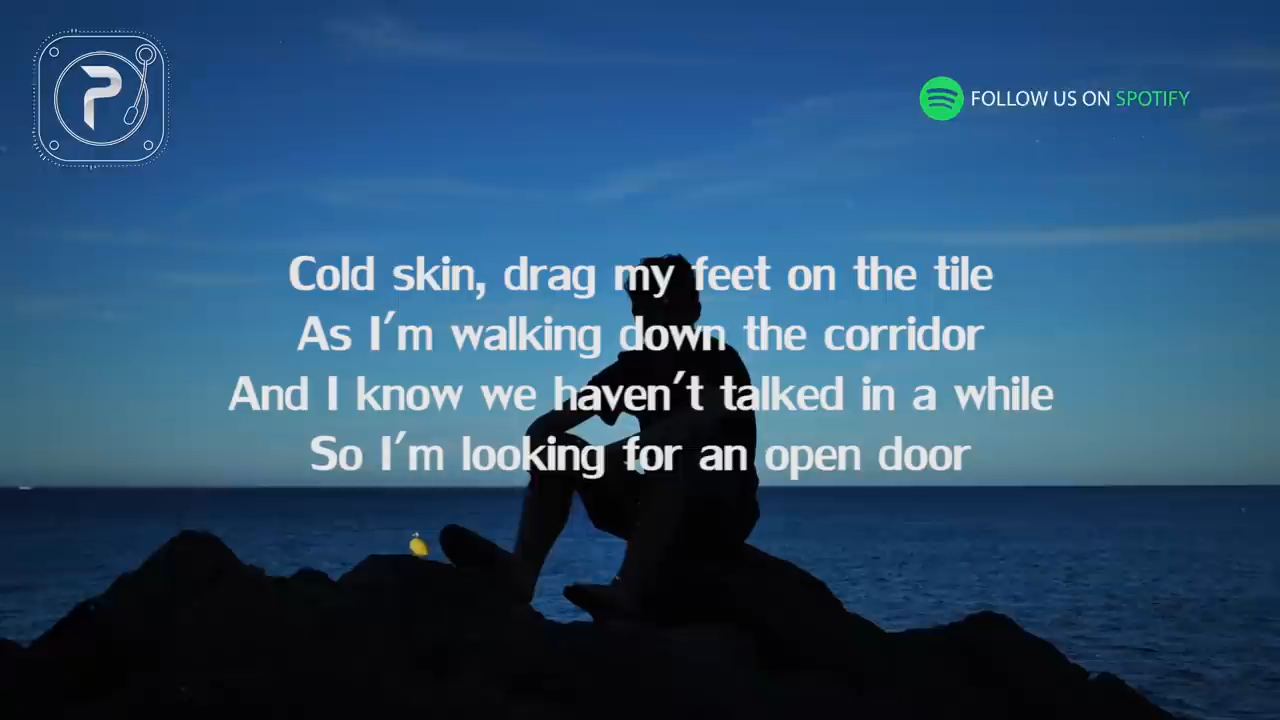 P
FOLLOW US ON SPOTIFY
Cold skin, drag my feet on the tile
As I'm walking down the corridor
And I know we haven't talked in a while
So I'm looking for an open door